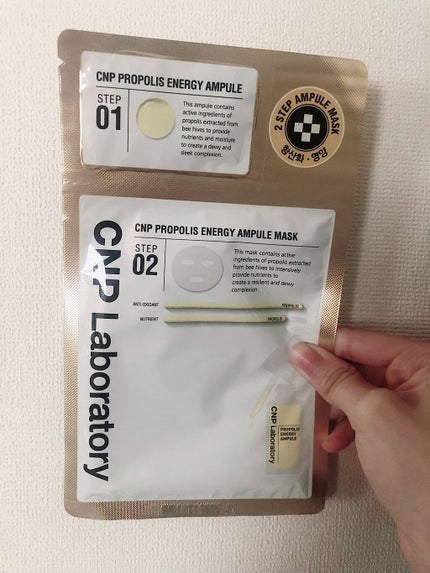 CNP PROPOLIS ENERGY AMPULE
STEP
01
This ampule contains
active ingredients of
propolis extracted from
bee hives to provide
nutrients and moisture
to create a dewy and
sleek complexion.
2 STEP AMPULE MASK
항산화 · 영양
CNP PROPOLIS ENERGY AMPULE MASK
STEP
02
This mask contains active
ingredients of propolis extracted
from bee hives to intensively
provide nutrients to
create a resilient and dewy
complexion.
ANTI-OXIDANT
PROPOLIS
NUTRIENT
PROPOLIS
CNP Laboratory
CNP Laboratory
PROPOLIS
ENERGY
AMPULE